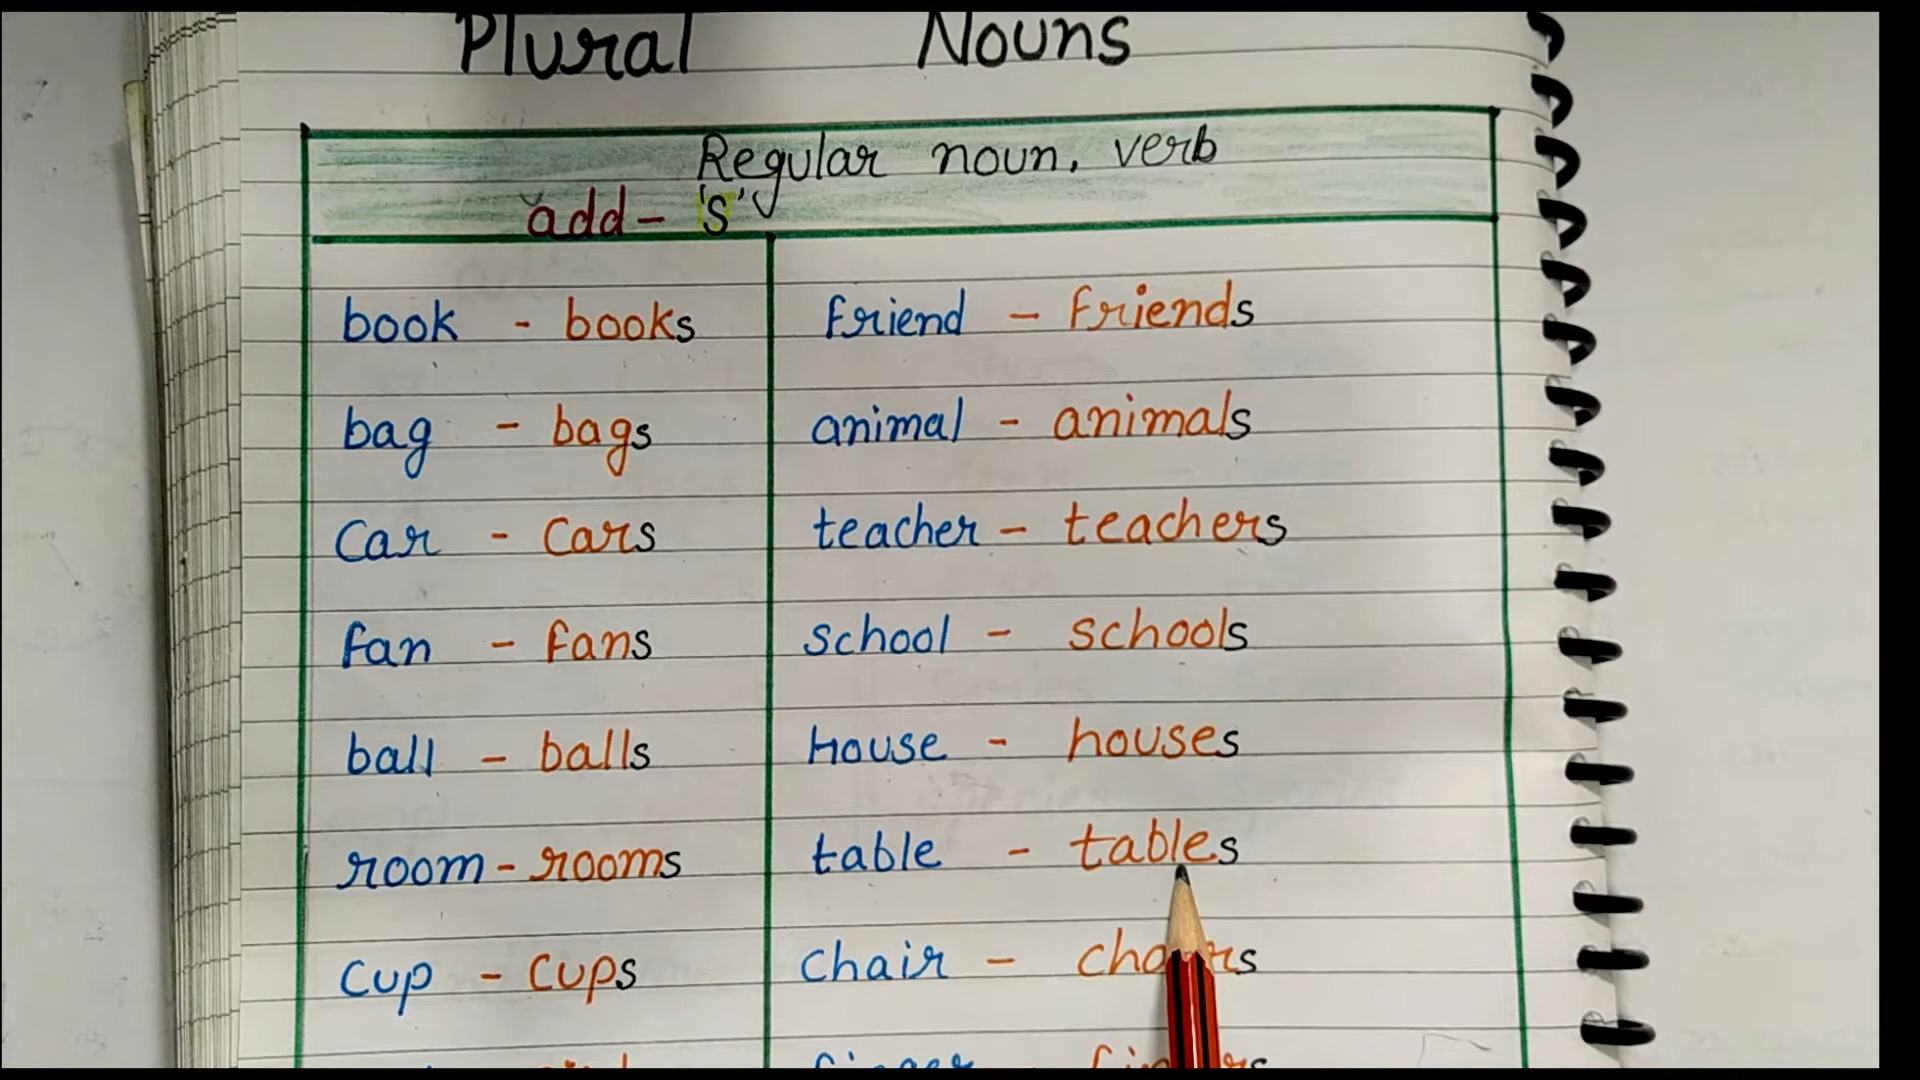 Plural Nouns
Regular noun, verb
add- 's'
book - books
bag - bags
Car - Cars
fan - fans
ball - balls
room - rooms
Cup - Cups
friend - friends
animal - animals
teacher - teachers
school - schools
House - houses
table - tables
Chair -